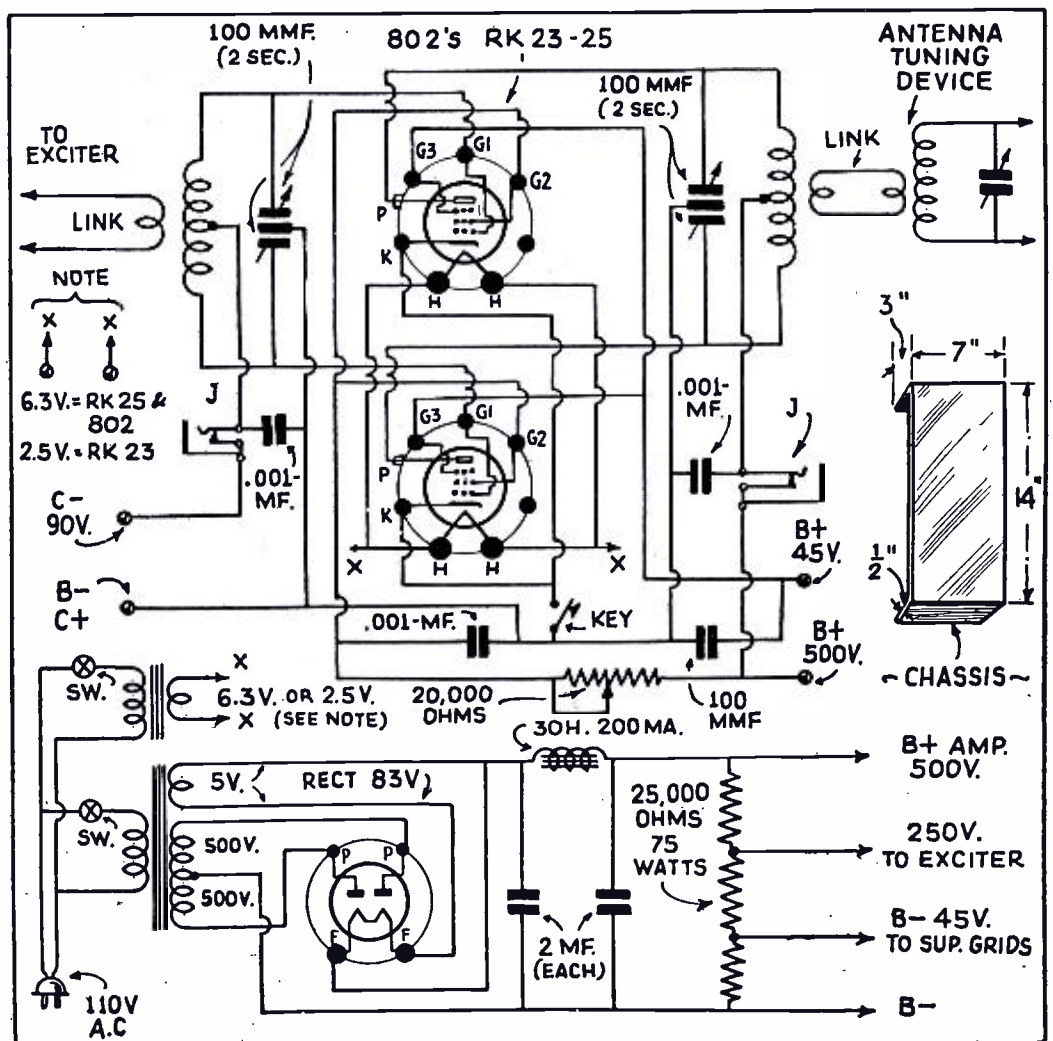 100 MMF.
(2 SEC.)
802's RK 23-25
100 MMF
(2 SEC.)
ANTENNA
TUNING
DEVICE
TO
EXCITER
LINK
LINK
G3
G1
G2
P
K
H
H
NOTE
X
X
6.3V.=RK 25 &
802
2.5V.=RK 23
J
.001-
MF.
C-
90V.
B-
C+
G3
G1
G2
P
K
H
H
X
X
.001-
MF.
J
B+
45V.
B+
500V.
3"
7"
14"
1/2"
~ CHASSIS ~
.001-MF.
KEY
20,000
OHMS
100
MMF
SW.
X
6.3V. OR 2.5V.
X
(SEE NOTE)
30H. 200MA.
5V.
RECT 83V
SW.
500V.
500V.
P
P
F
F
2 MF.
(EACH)
25,000
OHMS
75
WATTS
B+ AMP.
500V.
250V.
TO EXCITER
B- 45V.
TO SUP. GRIDS
B-
110V
A.C